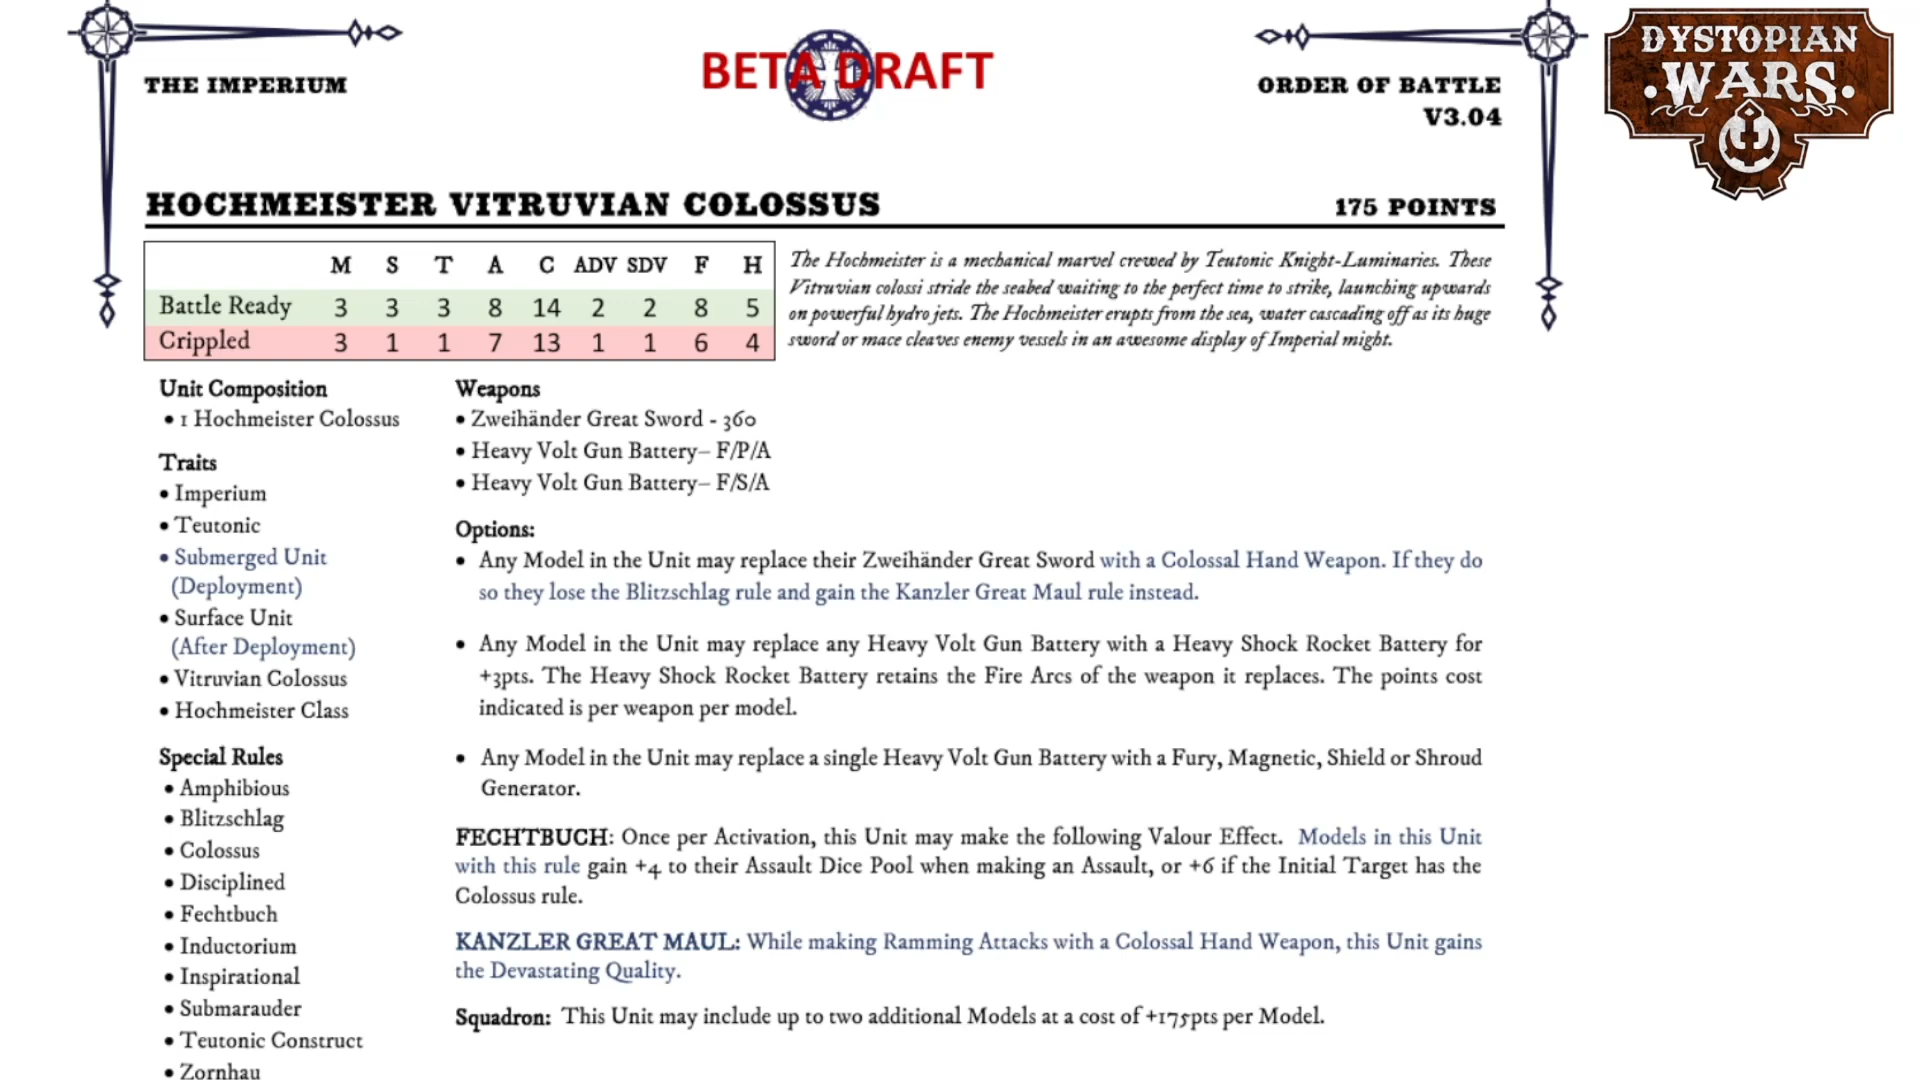 THE IMPERIUM
BETA DRAFT
ORDER OF BATTLE
V3.04
DYSTOPIAN
WARS
HOCHMEISTER VITRUVIAN COLOSSUS
175 POINTS
M S T A C ADV SDV F H
Battle Ready 3 3 3 8 14 2 2 8 5
Crippled 3 1 1 7 13 1 1 6 4
The Hochmeister is a mechanical marvel crewed by Teutonic Knight-Luminaries. These
Vitruvian colossi stride the seabed waiting to the perfect time to strike, launching upwards
on powerful hydro jets. The Hochmeister erupts from the sea, water cascading off as its huge
sword or mace cleaves enemy vessels in an awesome display of Imperial might.
Unit Composition
• 1 Hochmeister Colossus
Traits
• Imperium
• Teutonic
• Submerged Unit
(Deployment)
• Surface Unit
(After Deployment)
• Vitruvian Colossus
• Hochmeister Class
Special Rules
• Amphibious
• Blitzschlag
• Colossus
• Disciplined
• Fechtbuch
• Inductorium
• Inspirational
• Submarauder
• Teutonic Construct
• Zornhau
Weapons
• Zweihänder Great Sword - 360
• Heavy Volt Gun Battery– F/P/A
• Heavy Volt Gun Battery– F/S/A
Options:
• Any Model in the Unit may replace their Zweihänder Great Sword with a Colossal Hand Weapon. If they do
so they lose the Blitzschlag rule and gain the Kanzler Great Maul rule instead.
• Any Model in the Unit may replace any Heavy Volt Gun Battery with a Heavy Shock Rocket Battery for
+3pts. The Heavy Shock Rocket Battery retains the Fire Arcs of the weapon it replaces. The points cost
indicated is per weapon per model.
• Any Model in the Unit may replace a single Heavy Volt Gun Battery with a Fury, Magnetic, Shield or Shroud
Generator.
FECHTBUCH: Once per Activation, this Unit may make the following Valour Effect. Models in this Unit
with this rule gain +4 to their Assault Dice Pool when making an Assault, or +6 if the Initial Target has the
Colossus rule.
KANZLER GREAT MAUL: While making Ramming Attacks with a Colossal Hand Weapon, this Unit gains
the Devastating Quality.
Squadron: This Unit may include up to two additional Models at a cost of +175pts per Model.